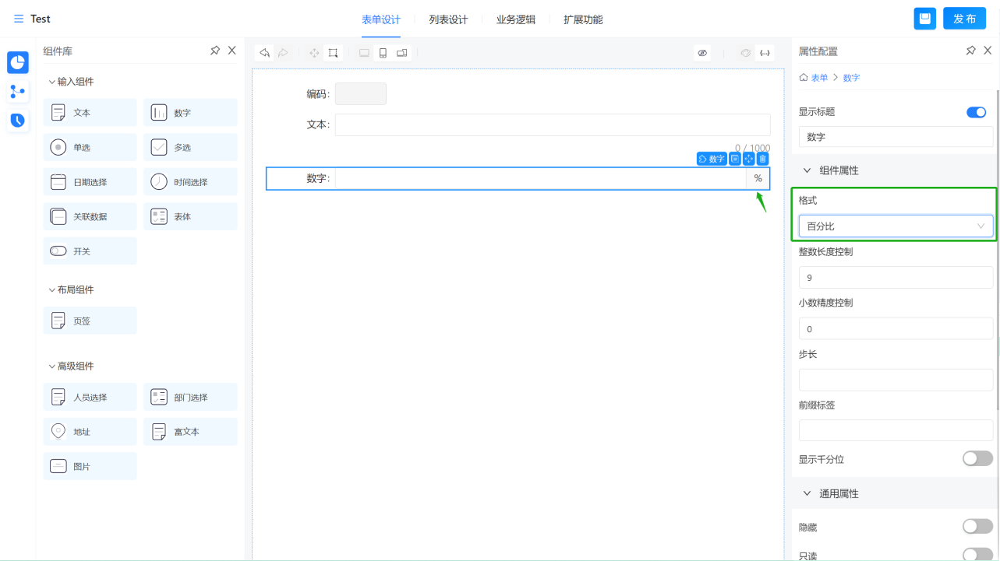 Test
表单设计
列表设计
业务逻辑
扩展功能
发布
组件库
输入组件
文本
数字
单选
多选
日期选择
时间选择
关联数据
表体
开关
布局组件
页签
高级组件
人员选择
部门选择
地址
富文本
图片
编码:
文本:
0 / 1000
数字
数字:
%
属性配置
表单 > 数字
显示标题
数字
组件属性
格式
百分比
整数长度控制
9
小数精度控制
0
步长
前缀标签
显示千分位
通用属性
隐藏
只读